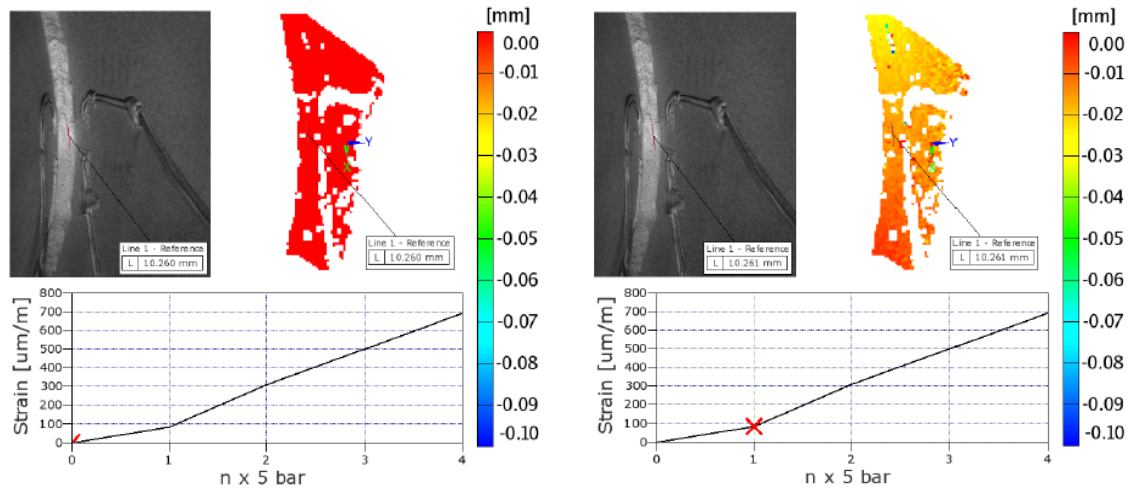 [mm]
0.00
-0.01
-0.02
-0.03
-0.04
-0.05
-0.06
-0.07
-0.08
-0.09
-0.10
Y
X
Line 1 - Reference
L 10.260 mm
Line 1 - Reference
L 10.260 mm
Strain [um/m]
800
700
600
500
400
300
200
100
0
0 1 2 3 4
n x 5 bar
[mm]
0.00
-0.01
-0.02
-0.03
-0.04
-0.05
-0.06
-0.07
-0.08
-0.09
-0.10
Y
X
Line 1 - Reference
L 10.261 mm
Line 1 - Reference
L 10.261 mm
Strain [um/m]
800
700
600
500
400
300
200
100
0
0 1 2 3 4
n x 5 bar